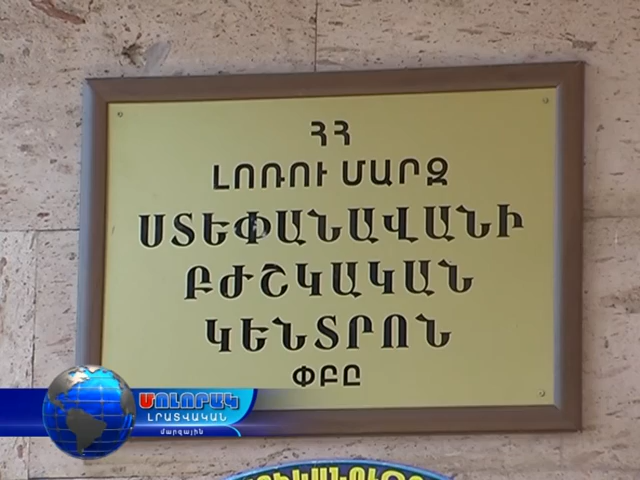 ՀՀ
ԼՈՌՈՒ ՄԱՐԶ
ՍՏԵՓԱՆԱՎԱՆԻ
ԲԺՇԿԱԿԱՆ
ԿԵՆՏՐՈՆ
ՓԲԸ
ՄՈԼՈՐԱԿ
ԼՐԱՏՎԱԿԱՆ
մարզային